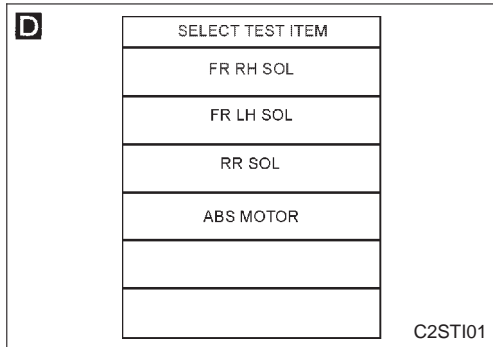 D
SELECT TEST ITEM
FR RH SOL
FR LH SOL
RR SOL
ABS MOTOR
C2STI01